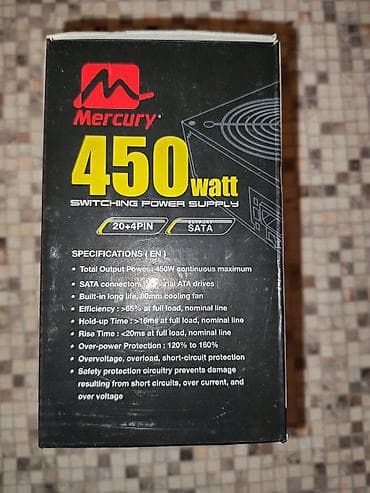 Mercury
450watt
SWITCHING POWER SUPPLY
20+4PIN
SATA
SPECIFICATIONS ( EN )
• Total Output Power : 450W continuous maximum
• SATA connectors, ATA drives
• Built-in long life, 80mm cooling fan
• Efficiency : >65% at full load, nominal line
• Hold-up Time : >16ms at full load, nominal line
• Rise Time : <20ms at full load, nominal line
• Over-power Protection : 120% to 160%
• Overvoltage, overload, short-circuit protection
• Safety protection circuitry prevents damage
resulting from short circuits, over current, and
over voltage